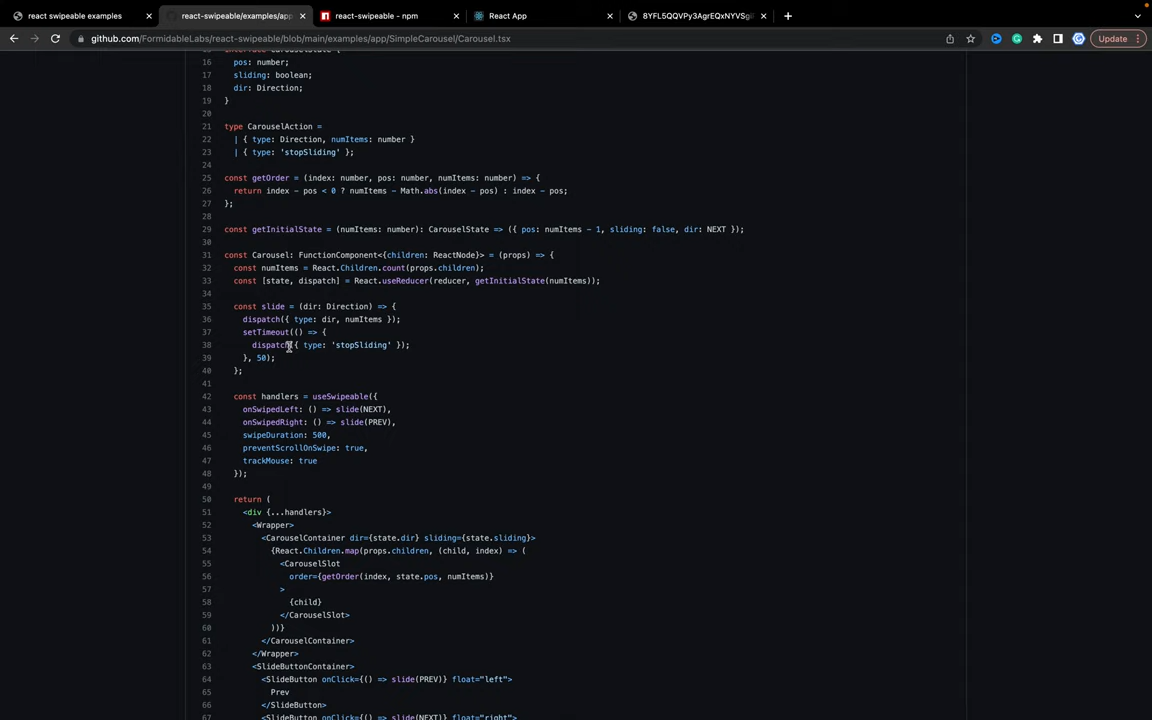 react swipeable examples
react-swipeable/examples/app
react-swipeable - npm
React App
8YFL5QQVPy3AgrEQxNYVSg
github.com/FormidableLabs/react-swipeable/blob/main/examples/app/SimpleCarousel/Carousel.tsx
Update
16 pos: number;
17 sliding: boolean;
18 dir: Direction;
19 }
20
21 type CarouselAction =
22 | { type: Direction, numItems: number }
23 | { type: 'stopSliding' };
24
25 const getOrder = (index: number, pos: number, numItems: number) => {
26 return index - pos < 0 ? numItems - Math.abs(index - pos) : index - pos;
27 };
28
29 const getInitialState = (numItems: number): CarouselState => ({ pos: numItems - 1, sliding: false, dir: NEXT });
30
31 const Carousel: FunctionComponent<{children: ReactNode}> = (props) => {
32 const numItems = React.Children.count(props.children);
33 const [state, dispatch] = React.useReducer(reducer, getInitialState(numItems));
34
35 const slide = (dir: Direction) => {
36 dispatch({ type: dir, numItems });
37 setTimeout(() => {
38 dispatch({ type: 'stopSliding' });
39 }, 50);
40 };
41
42 const handlers = useSwipeable({
43 onSwipedLeft: () => slide(NEXT),
44 onSwipedRight: () => slide(PREV),
45 swipeDuration: 500,
46 preventScrollOnSwipe: true,
47 trackMouse: true
48 });
49
50 return (
51 <div {...handlers}>
52 <Wrapper>
53 <CarouselContainer dir={state.dir} sliding={state.sliding}>
54 {React.Children.map(props.children, (child, index) => (
55 <CarouselSlot
56 order={getOrder(index, state.pos, numItems)}
57 >
58 {child}
59 </CarouselSlot>
60 ))}
61 </CarouselContainer>
62 </Wrapper>
63 <SlideButtonContainer>
64 <SlideButton onClick={() => slide(PREV)} float="left">
65 Prev
66 </SlideButton>
67 <SlideButton onClick={() => slide(NEXT)} float="right">